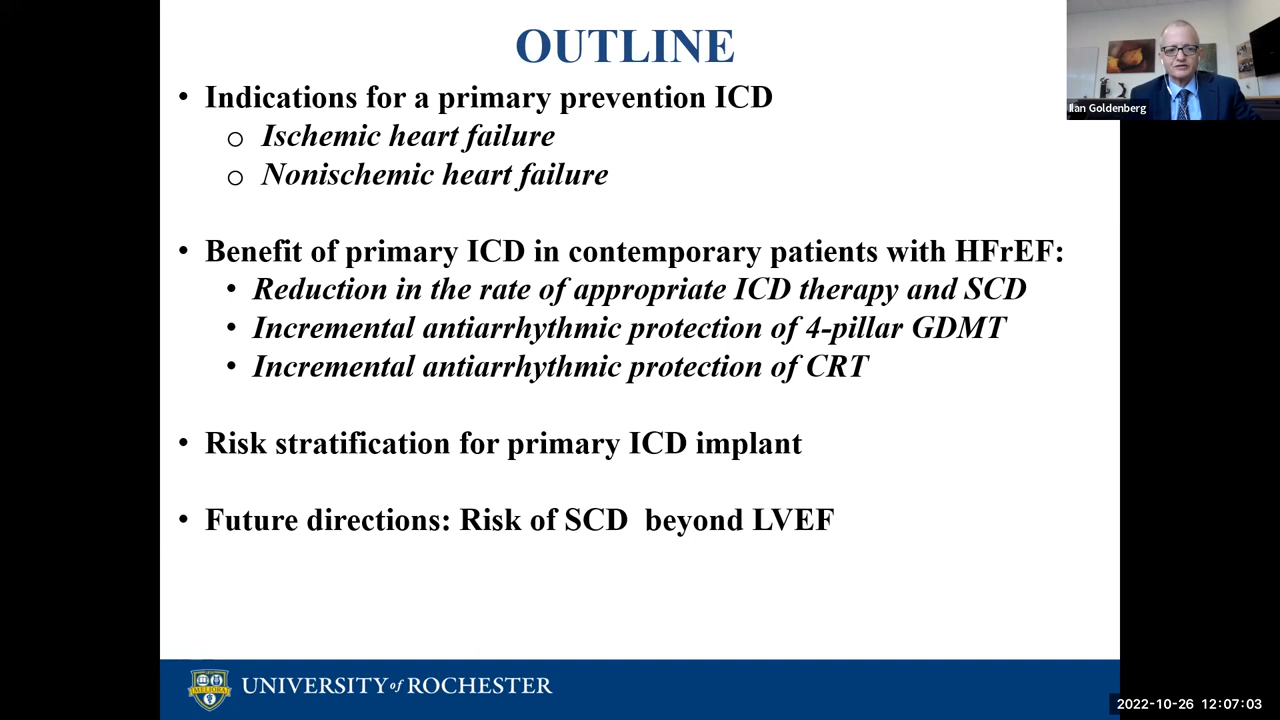 OUTLINE
• Indications for a primary prevention ICD
o Ischemic heart failure
o Nonischemic heart failure
• Benefit of primary ICD in contemporary patients with HFrEF:
• Reduction in the rate of appropriate ICD therapy and SCD
• Incremental antiarrhythmic protection of 4-pillar GDMT
• Incremental antiarrhythmic protection of CRT
• Risk stratification for primary ICD implant
• Future directions: Risk of SCD beyond LVEF
Ilan Goldenberg
MELIORA
UNIVERSITY of ROCHESTER
2022-10-26 12:07:03